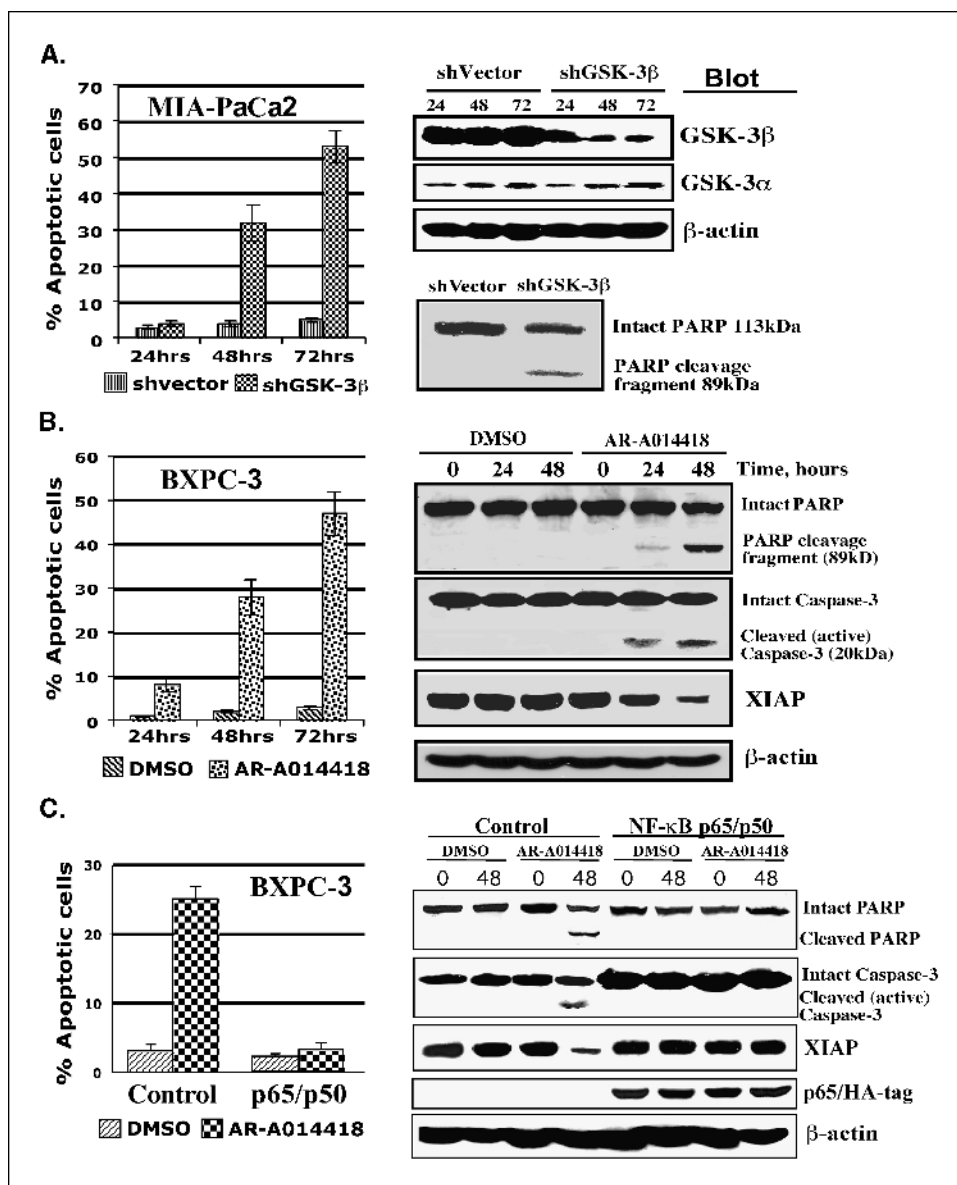 A.
70
60
50
40
30
20
10
0
% Apoptotic cells
MIA-PaCa2
24hrs 48hrs 72hrs
shvector shGSK-3β
shVector shGSK-3β Blot
24 48 72 24 48 72
GSK-3β
GSK-3α
β-actin
shVector shGSK-3β
Intact PARP 113kDa
PARP cleavage
fragment 89kDa
B.
60
50
40
30
20
10
0
% Apoptotic cells
BXPC-3
24hrs 48hrs 72hrs
DMSO AR-A014418
DMSO AR-A014418
0 24 48 0 24 48 Time, hours
Intact PARP
PARP cleavage
fragment (89kD)
Intact Caspase-3
Cleaved (active)
Caspase-3 (20kDa)
XIAP
β-actin
C.
30
20
10
0
% Apoptotic cells
BXPC-3
Control p65/p50
DMSO AR-A014418
Control NF-κB p65/p50
DMSO AR-A014418 DMSO AR-A014418
0 48 0 48 0 48 0 48
Intact PARP
Cleaved PARP
Intact Caspase-3
Cleaved (active)
Caspase-3
XIAP
p65/HA-tag
β-actin